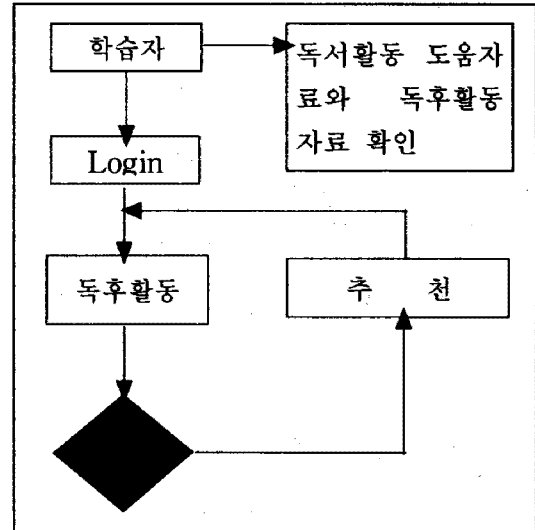 학습자
독서활동 도움자
료와 독후활동
자료 확인
Login
독후활동
추 천